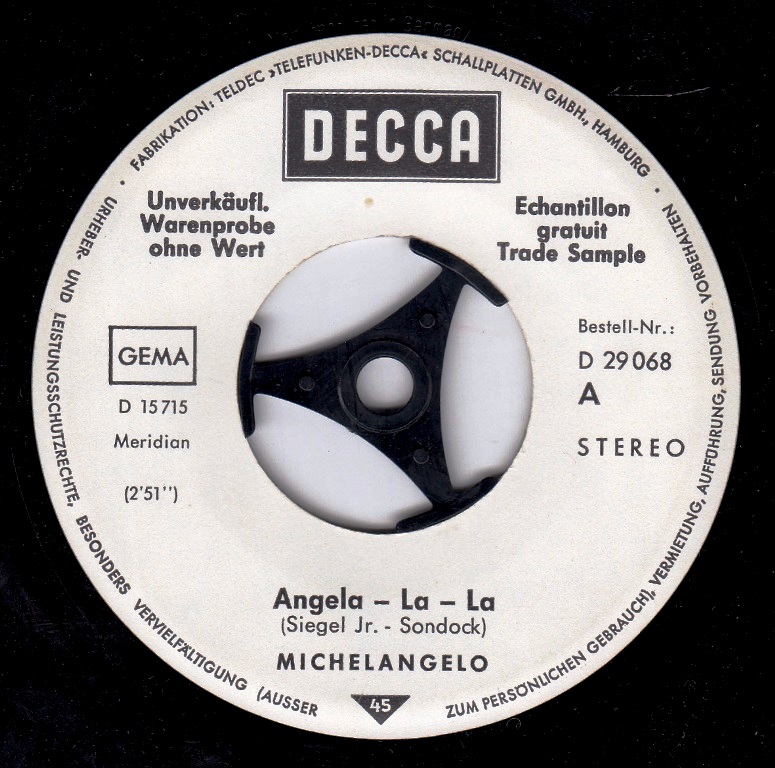 · FABRIKATION: TELDEC »TELEFUNKEN-DECCA« SCHALLPLATTEN GMBH., HAMBURG ·
DECCA
Unverkäufl.
Warenprobe
ohne Wert
Echantillon
gratuit
Trade Sample
GEMA
D 15715
Meridian
(2'51'')
Bestell-Nr.:
D 29068
A
STEREO
Angela – La – La
(Siegel Jr. - Sondock)
MICHELANGELO
45
URHEBER- UND LEISTUNGSSCHUTZRECHTE, BESONDERS VERVIELFÄLTIGUNG (AUSSER ZUM PERSÖNLICHEN GEBRAUCH), VERMIETUNG, AUFFÜHRUNG, SENDUNG VORBEHALTEN